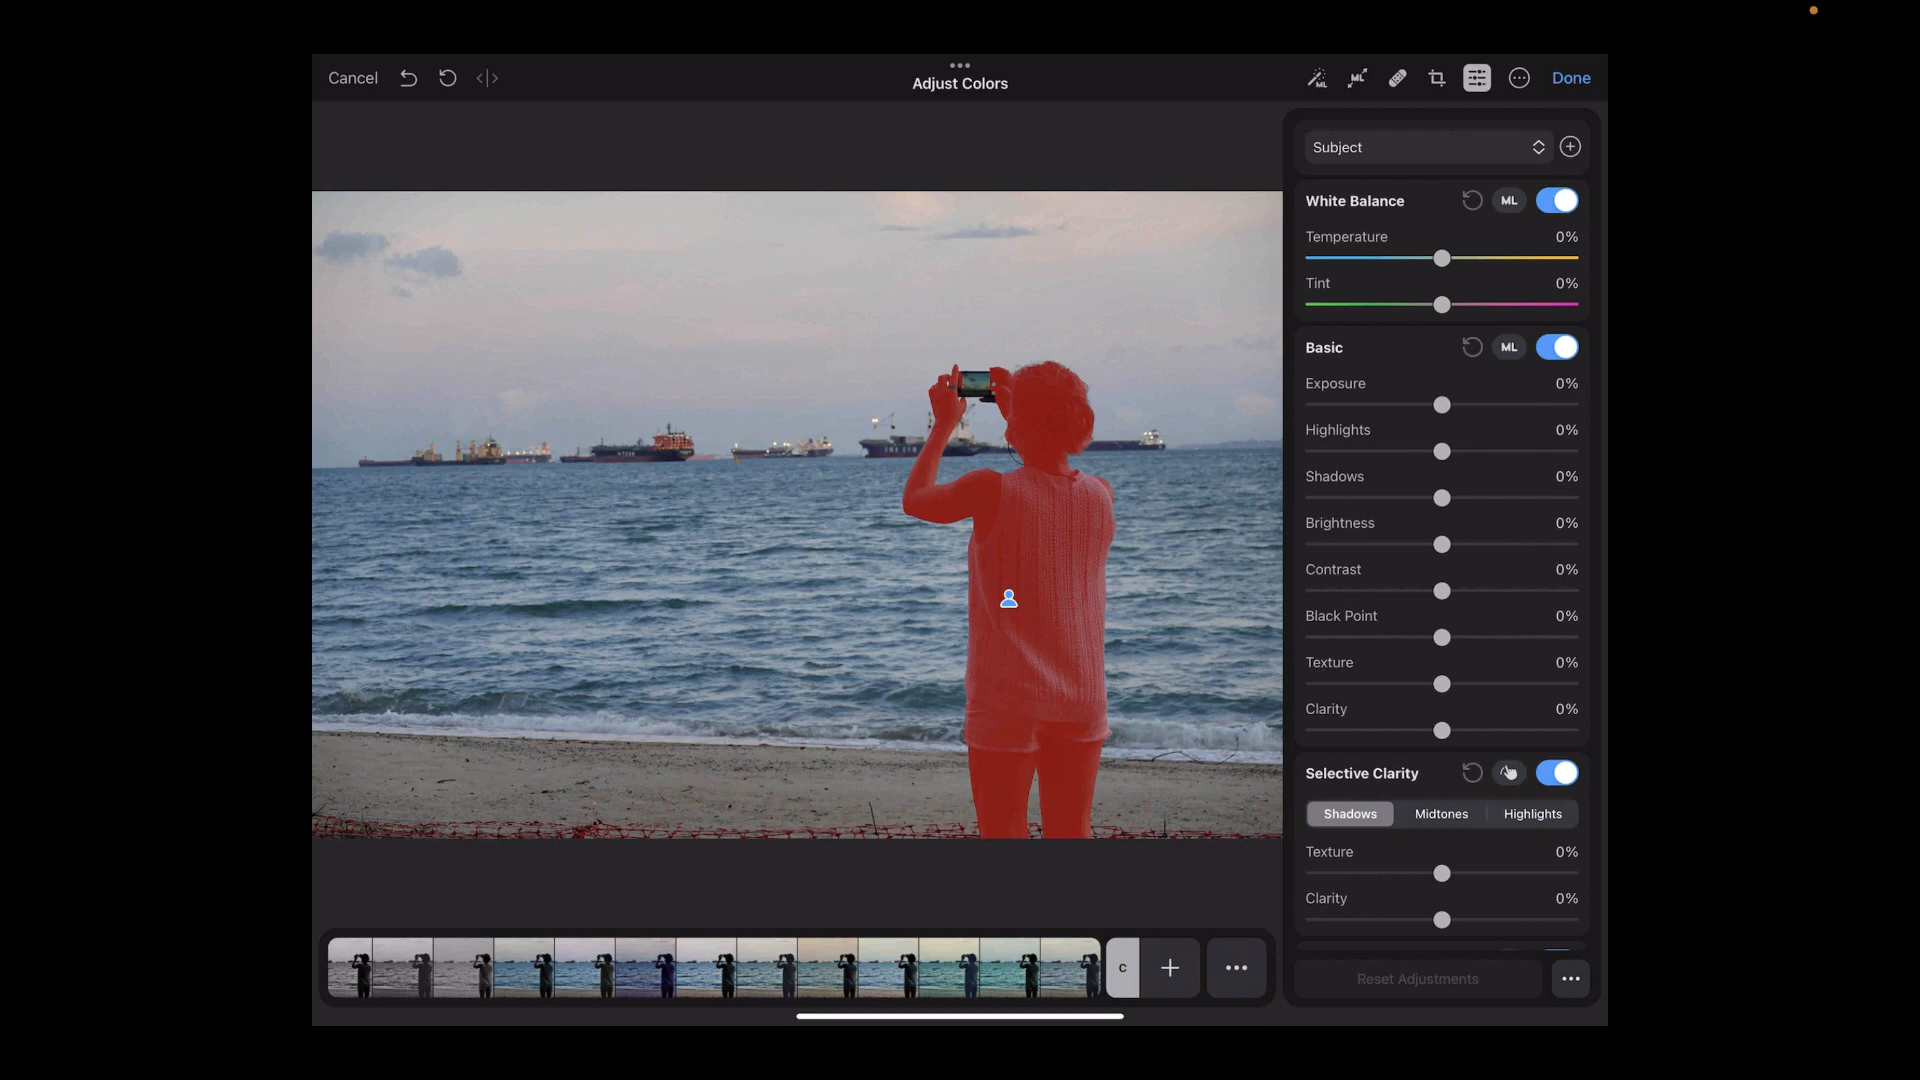 Cancel
Adjust Colors
ML
ML
Done
Subject
White Balance
ML
Temperature
0%
Tint
0%
Basic
ML
Exposure
0%
Highlights
0%
Shadows
0%
Brightness
0%
Contrast
0%
Black Point
0%
Texture
0%
Clarity
0%
Selective Clarity
Shadows
Midtones
Highlights
Texture
0%
Clarity
0%
C
Reset Adjustments